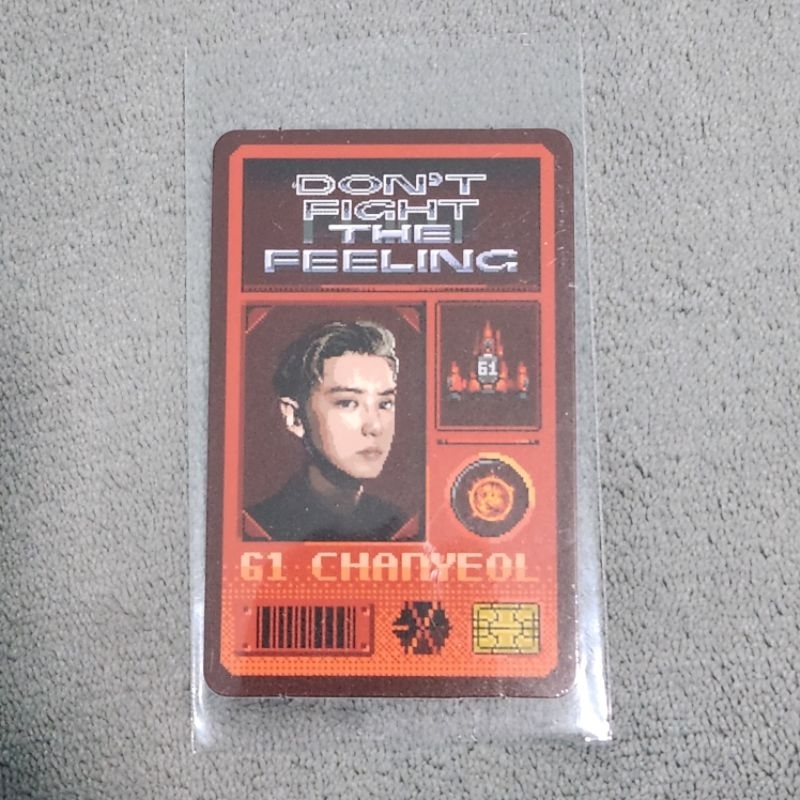 DON'T
FIGHT
THE
FEELING
61
61 CHANYEOL